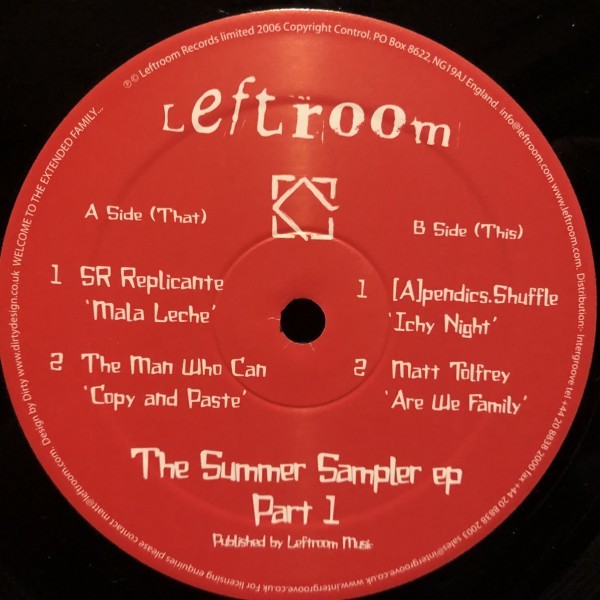 WELCOME TO THE EXTENDED FAMILY...
℗© Leftroom Records limited 2006 Copyright Control. PO Box 8622, NG19AJ England. info@leftroom.com
www.leftroom.com. Distribution:- Intergroove tel +44 20 8838 2000 fax +44 20 8838 2003 sales@intergroove.co.uk www.intergroove.co.uk
For licensing enquiries please contact matt@leftroom.com. Design by Dirty www.dirtydesign.co.uk
Leftroom
A Side (That)
1 SR Replicante
'Mala Leche'
2 The Man Who Can
'Copy and Paste'
B Side (This)
1 [A]pendics.Shuffle
'Ichy Night'
2 Matt Tolfrey
'Are We Family'
The Summer Sampler ep
Part 1
Published by Leftroom Music